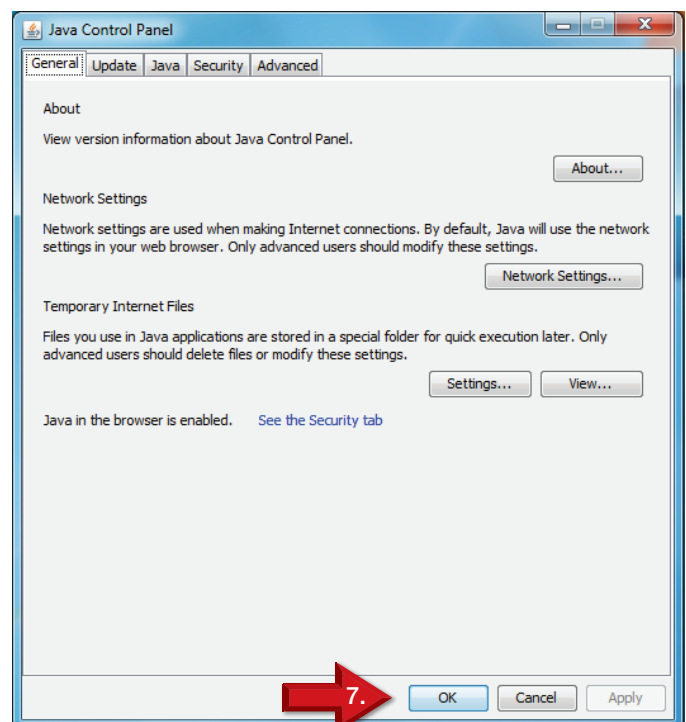 Java Control Panel
General Update Java Security Advanced
About
View version information about Java Control Panel.
About...
Network Settings
Network settings are used when making Internet connections. By default, Java will use the network
settings in your web browser. Only advanced users should modify these settings.
Network Settings...
Temporary Internet Files
Files you use in Java applications are stored in a special folder for quick execution later. Only
advanced users should delete files or modify these settings.
Settings... View...
Java in the browser is enabled. See the Security tab
7. OK Cancel Apply